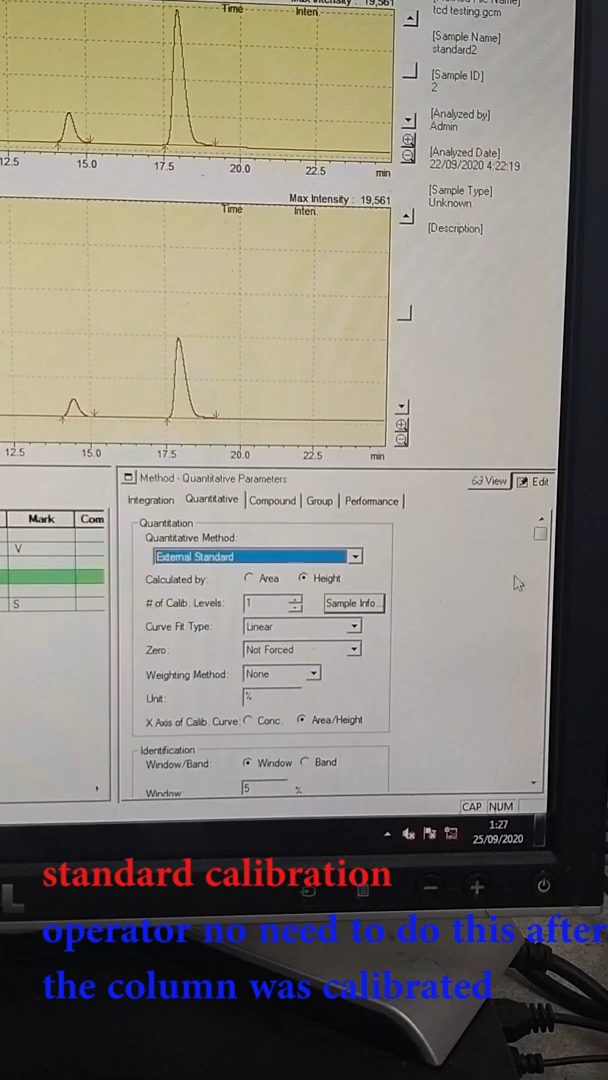 Time
Inten.
19,561
12.5 15.0 17.5 20.0 22.5 min
tcd testing.gcm
[Sample Name]
standard2
[Sample ID]
2
[Analyzed by]
Admin
[Analyzed Date]
22/09/2020 4:22:19
[Sample Type]
Unknown
[Description]
Max Intensity : 19,561
Time
Inten.
12.5 15.0 17.5 20.0 22.5 min
Mark Com
V
S
Method - Quantitative Parameters
View Edit
Integration Quantitative Compound Group Performance
Quantitation
Quantitative Method:
External Standard
Calculated by: Area Height
# of Calib. Levels: 1 Sample Info...
Curve Fit Type: Linear
Zero: Not Forced
Weighting Method: None
Unit: %
X Axis of Calib. Curve Conc. Area/Height
Identification
Window/Band: Window Band
Window: 5 %
CAP NUM
1:27
25/09/2020
standard calibration
operator no need to do this after
the column was calibrated